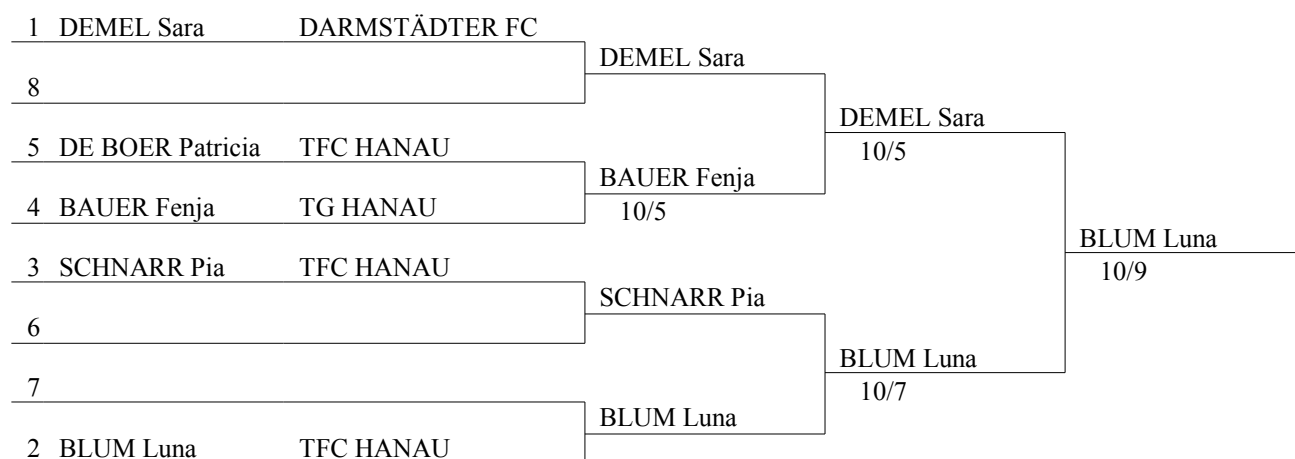 1 DEMEL Sara DARMSTÄDTER FC
DEMEL Sara
8
DEMEL Sara
5 DE BOER Patricia TFC HANAU
10/5
BAUER Fenja
4 BAUER Fenja TG HANAU
10/5
BLUM Luna
3 SCHNARR Pia TFC HANAU
10/9
SCHNARR Pia
6
BLUM Luna
7
10/7
BLUM Luna
2 BLUM Luna TFC HANAU